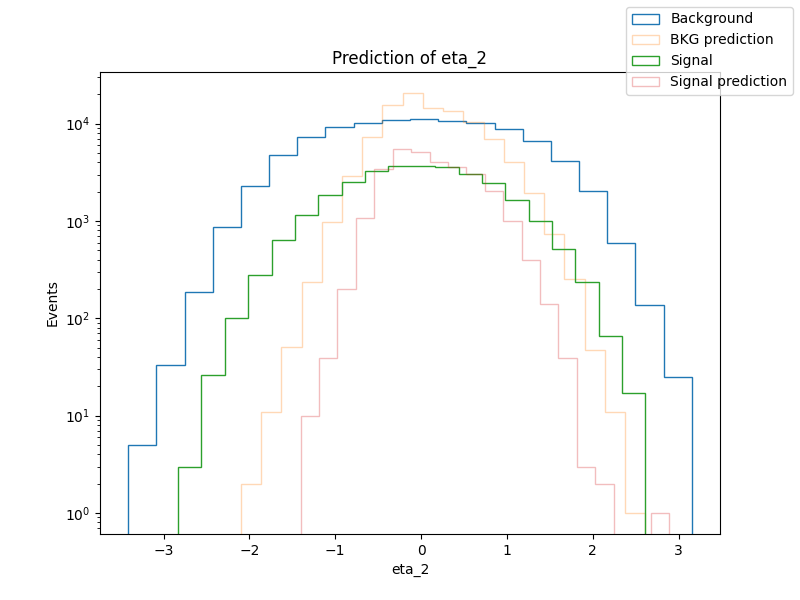 Prediction of eta_2
Background
BKG prediction
Signal
Signal prediction
Events
10⁴
10³
10²
10¹
10⁰
−3
−2
−1
0
1
2
3
eta_2